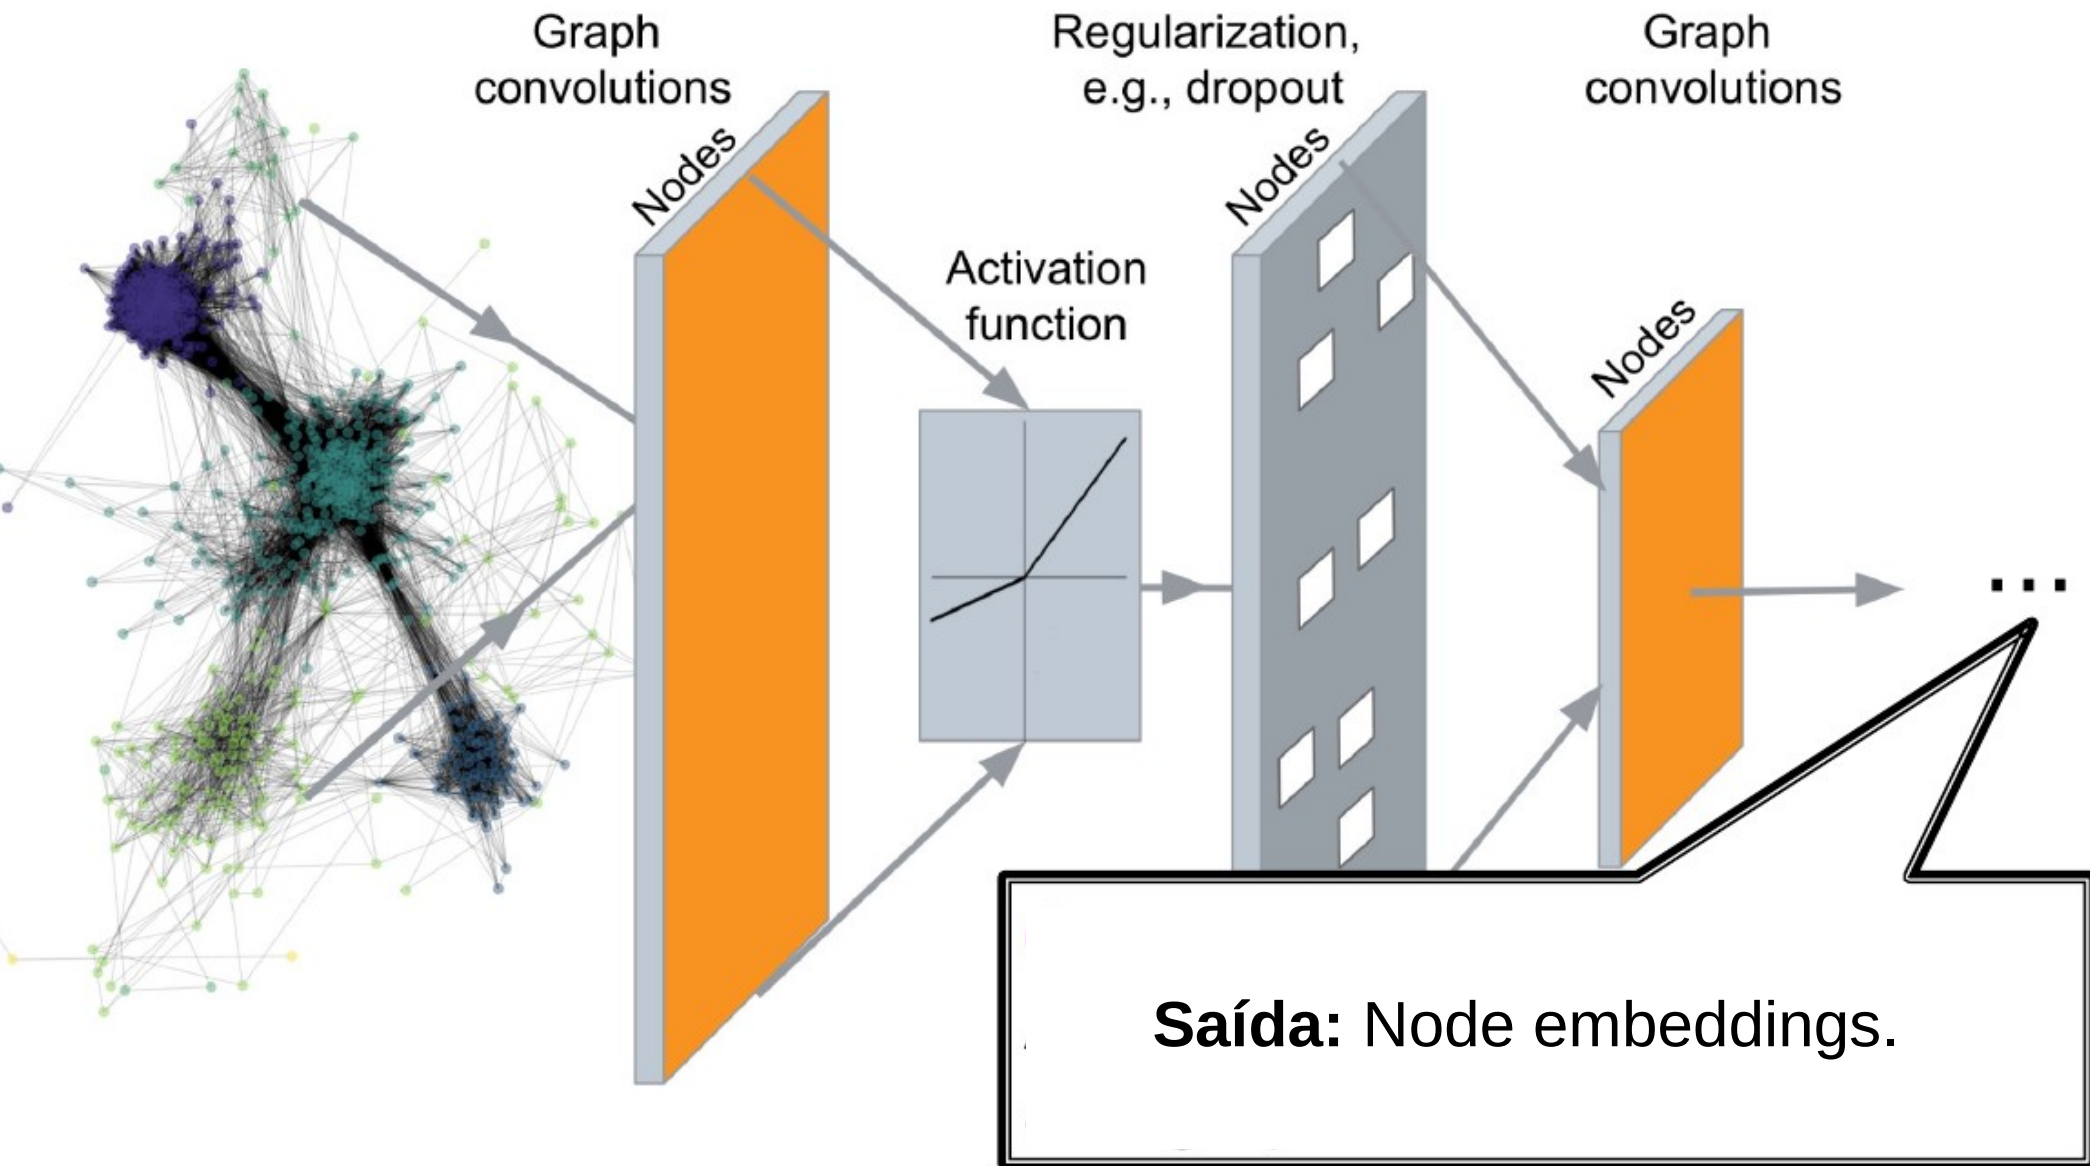 Graph
convolutions
Regularization,
e.g., dropout
Graph
convolutions
Nodes
Nodes
Activation
function
Nodes
...
Saída: Node embeddings.